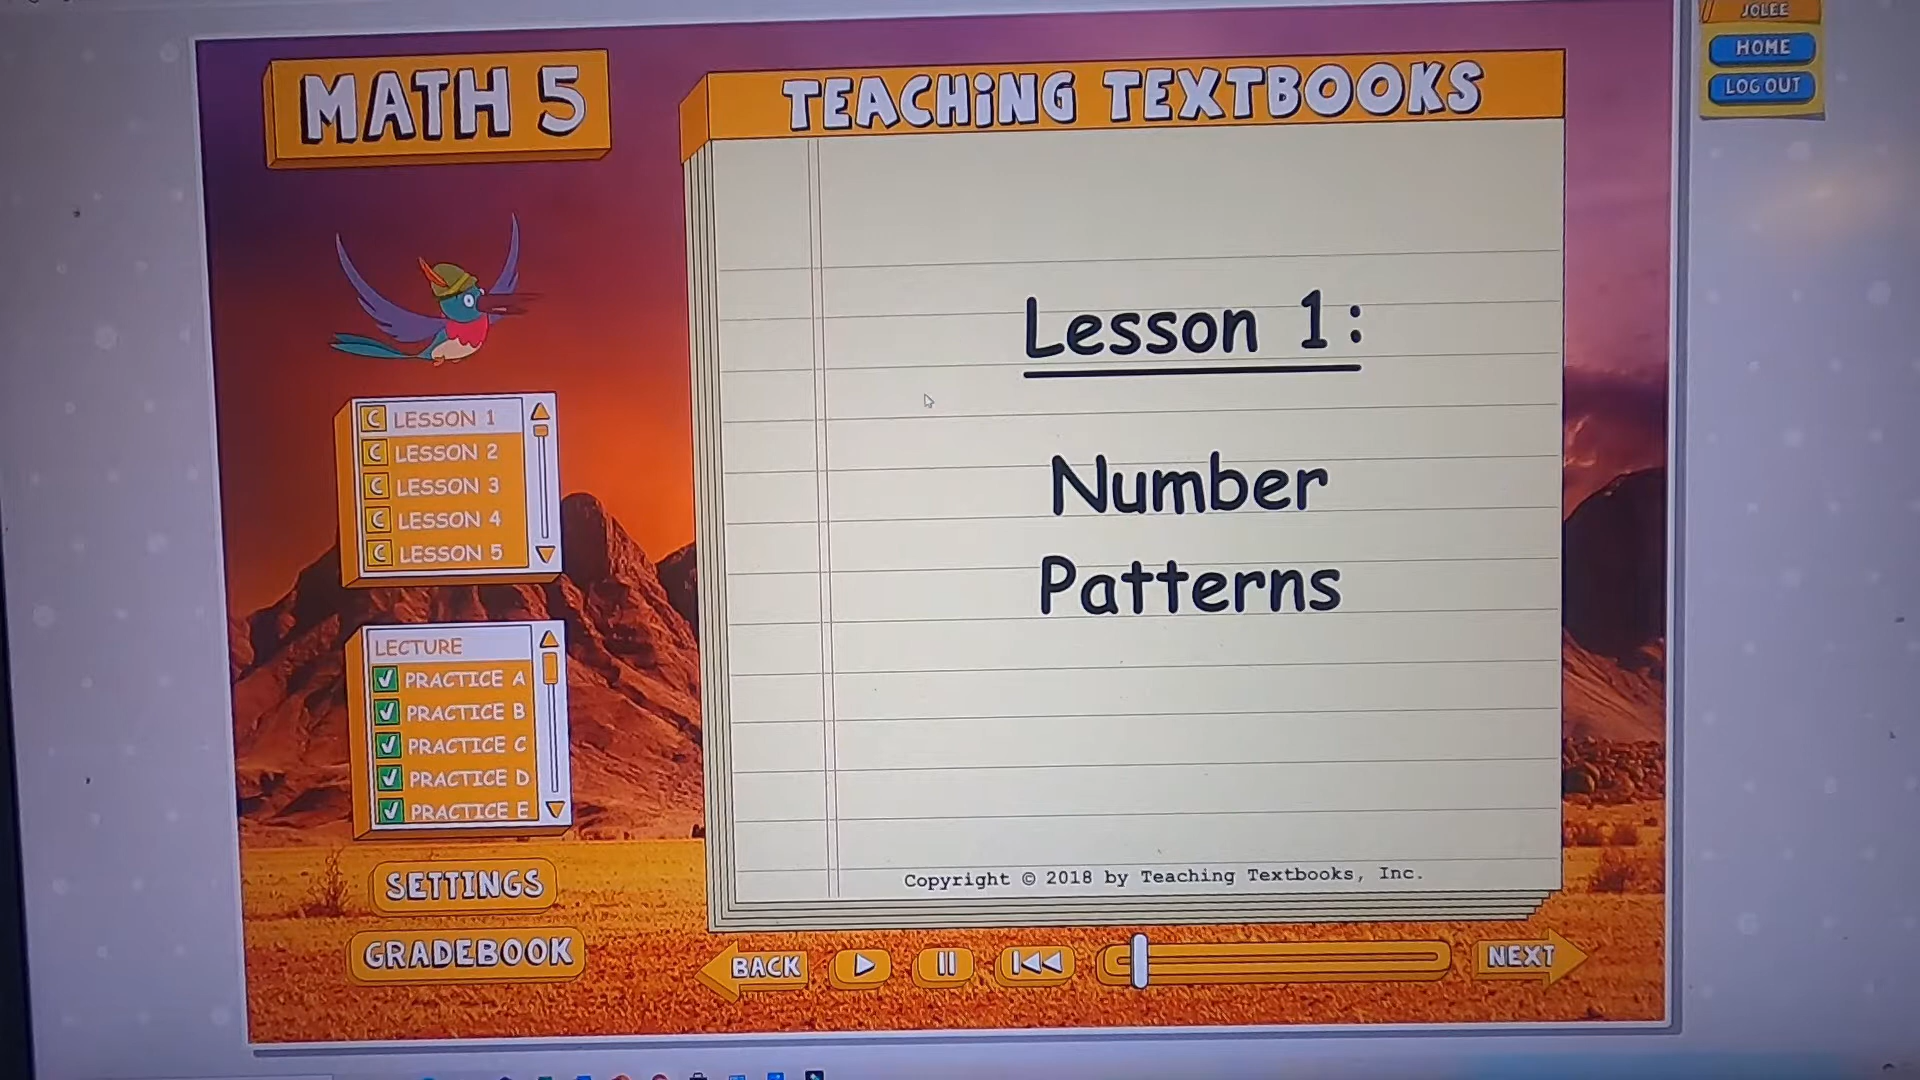 JOLEE
HOME
LOG OUT
MATH 5
TEACHING TEXTBOOKS
Lesson 1:
Number
Patterns
Copyright © 2018 by Teaching Textbooks, Inc.
C LESSON 1
C LESSON 2
C LESSON 3
C LESSON 4
C LESSON 5
LECTURE
PRACTICE A
PRACTICE B
PRACTICE C
PRACTICE D
PRACTICE E
SETTINGS
GRADEBOOK
BACK
NEXT